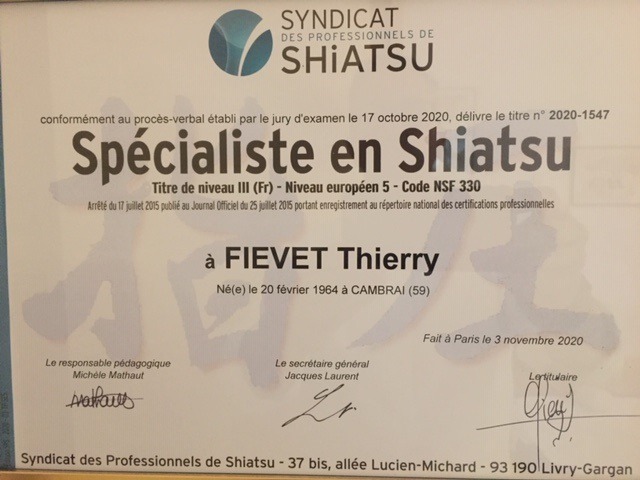 SYNDICAT
DES PROFESSIONNELS DE
SHiATSU
conformément au procès-verbal établi par le jury d'examen le 17 octobre 2020, délivre le titre n° 2020-1547
Spécialiste en Shiatsu
Titre de niveau III (Fr) - Niveau européen 5 - Code NSF 330
Arrêté du 17 juillet 2015 publié au Journal Officiel du 25 juillet 2015 portant enregistrement au répertoire national des certifications professionnelles
à FIEVET Thierry
Né(e) le 20 février 1964 à CAMBRAI (59)
Fait à Paris le 3 novembre 2020
Le responsable pédagogique
Michèle Mathaut
Le secrétaire général
Jacques Laurent
Le titulaire
Syndicat des Professionnels de Shiatsu - 37 bis, allée Lucien-Michard - 93 190 Livry-Gargan